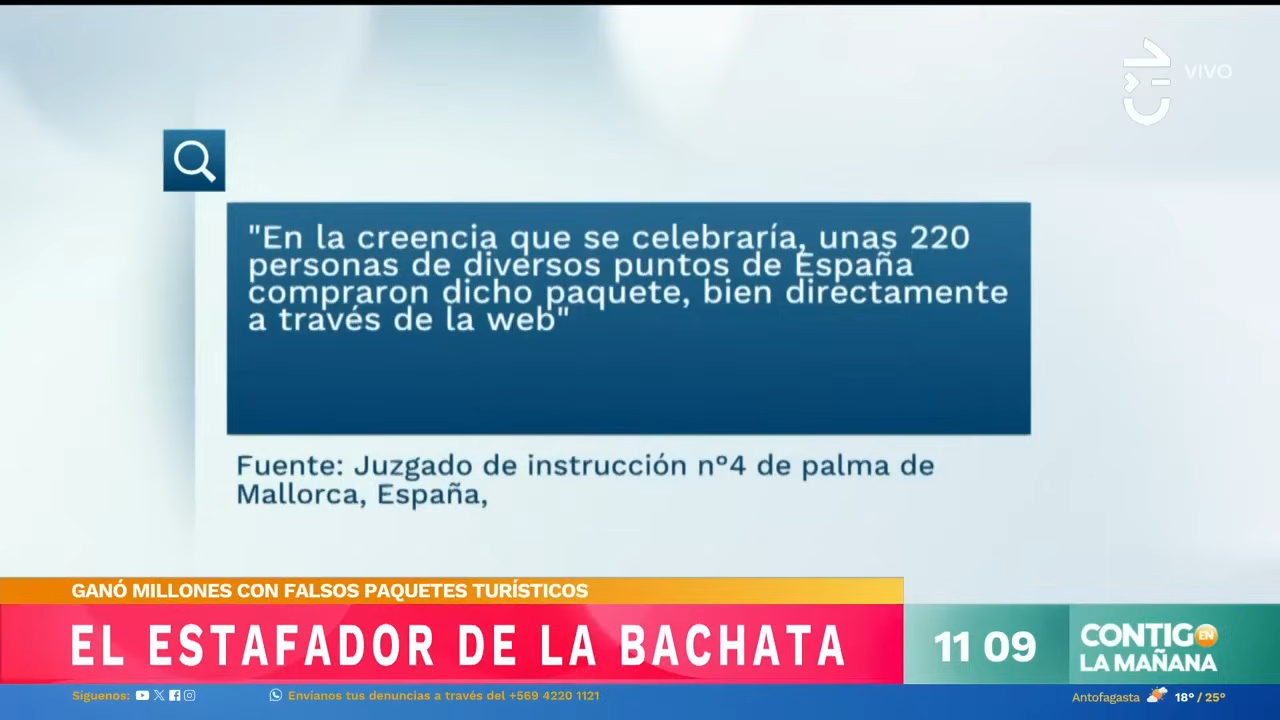 CHV VIVO
"En la creencia que se celebraría, unas 220
personas de diversos puntos de España
compraron dicho paquete, bien directamente
a través de la web"
Fuente: Juzgado de instrucción nº4 de palma de
Mallorca, España,
GANÓ MILLONES CON FALSOS PAQUETES TURÍSTICOS
EL ESTAFADOR DE LA BACHATA
11 09
CONTIGO EN
LA MAÑANA
Síguenos:
Envíanos tus denuncias a través del +569 4220 1121
Antofagasta 18° / 25°